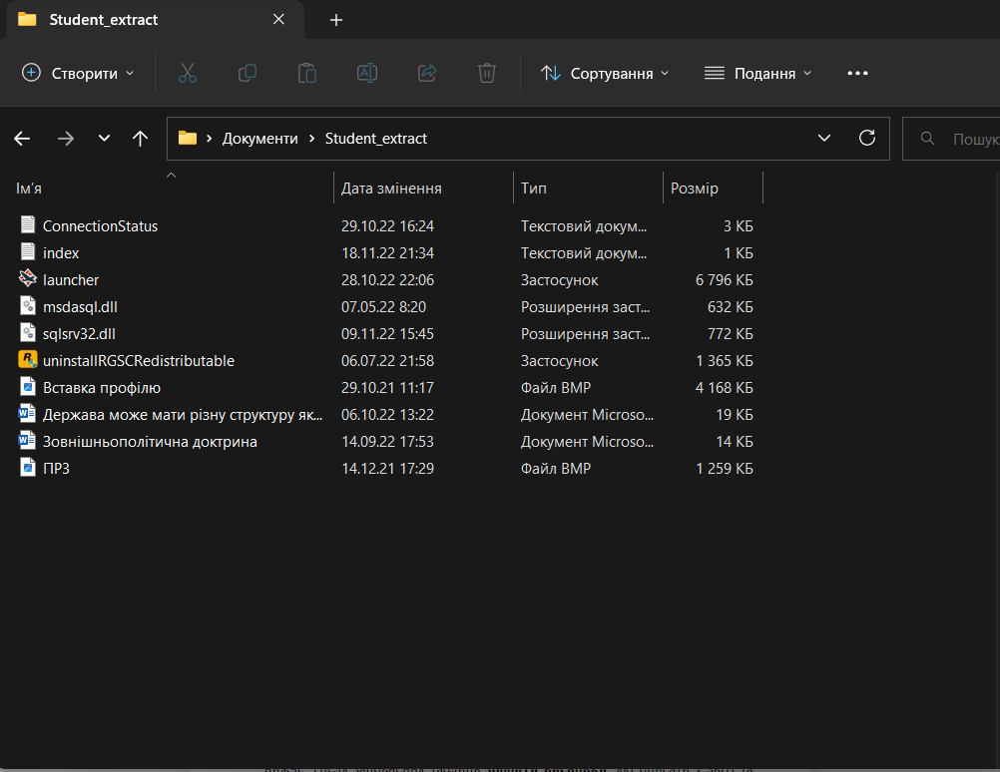 Student_extract
Створити
Сортування
Подання
Документи
Student_extract
Пошук
Ім'я
Дата змінення
Тип
Розмір
ConnectionStatus 29.10.22 16:24 Текстовий докум... 3 КБ
index 18.11.22 21:34 Текстовий докум... 1 КБ
launcher 28.10.22 22:06 Застосунок 6 796 КБ
msdasql.dll 07.05.22 8:20 Розширення заст... 632 КБ
sqlsrv32.dll 09.11.22 15:45 Розширення заст... 772 КБ
uninstallRGSCRedistributable 06.07.22 21:58 Застосунок 1 365 КБ
Вставка профілю 29.10.21 11:17 Файл BMP 4 168 КБ
Держава може мати різну структуру як... 06.10.22 13:22 Документ Microso... 19 КБ
Зовнішньополітична доктрина 14.09.22 17:53 Документ Microso... 14 КБ
ПР3 14.12.21 17:29 Файл BMP 1 259 КБ